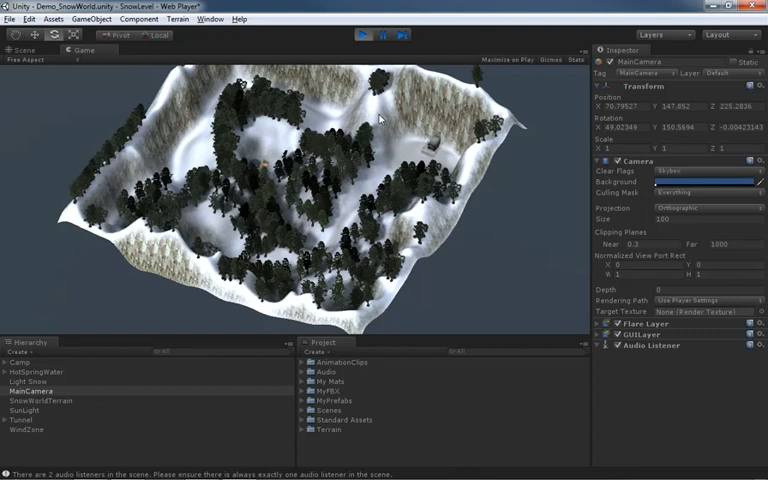 Unity - Demo_SnowWorld.unity - SnowLevel - Web Player*
File Edit Assets GameObject Component Terrain Window Help
Pivot Local Layers Layout
Scene Game
Free Aspect Maximize on Play Gizmos Stats
Inspector
MainCamera Static
Tag MainCamera Layer Default
Transform
Position
X 70.79527 Y 147.852 Z 225.2836
Rotation
X 49.02349 Y 150.5694 Z -0.00423143
Scale
X 1 Y 1 Z 1
Camera
Clear Flags Skybox
Background
Culling Mask Everything
Projection Orthographic
Size 100
Clipping Planes
Near 0.3 Far 1000
Normalized View Port Rect
X 0 Y 0
W 1 H 1
Depth 0
Rendering Path Use Player Settings
Target Texture None (Render Texture)
Flare Layer
GUILayer
Audio Listener
Hierarchy
Create All
Camp
HotSpringWater
Light Snow
MainCamera
SnowWorldTerrain
SunLight
Tunnel
WindZone
Project
Create All
AnimationClips
Audio
My Mats
MyFBX
MyPrefabs
Scenes
Standard Assets
Terrain
There are 2 audio listeners in the scene. Please ensure there is always exactly one audio listener in the scene.